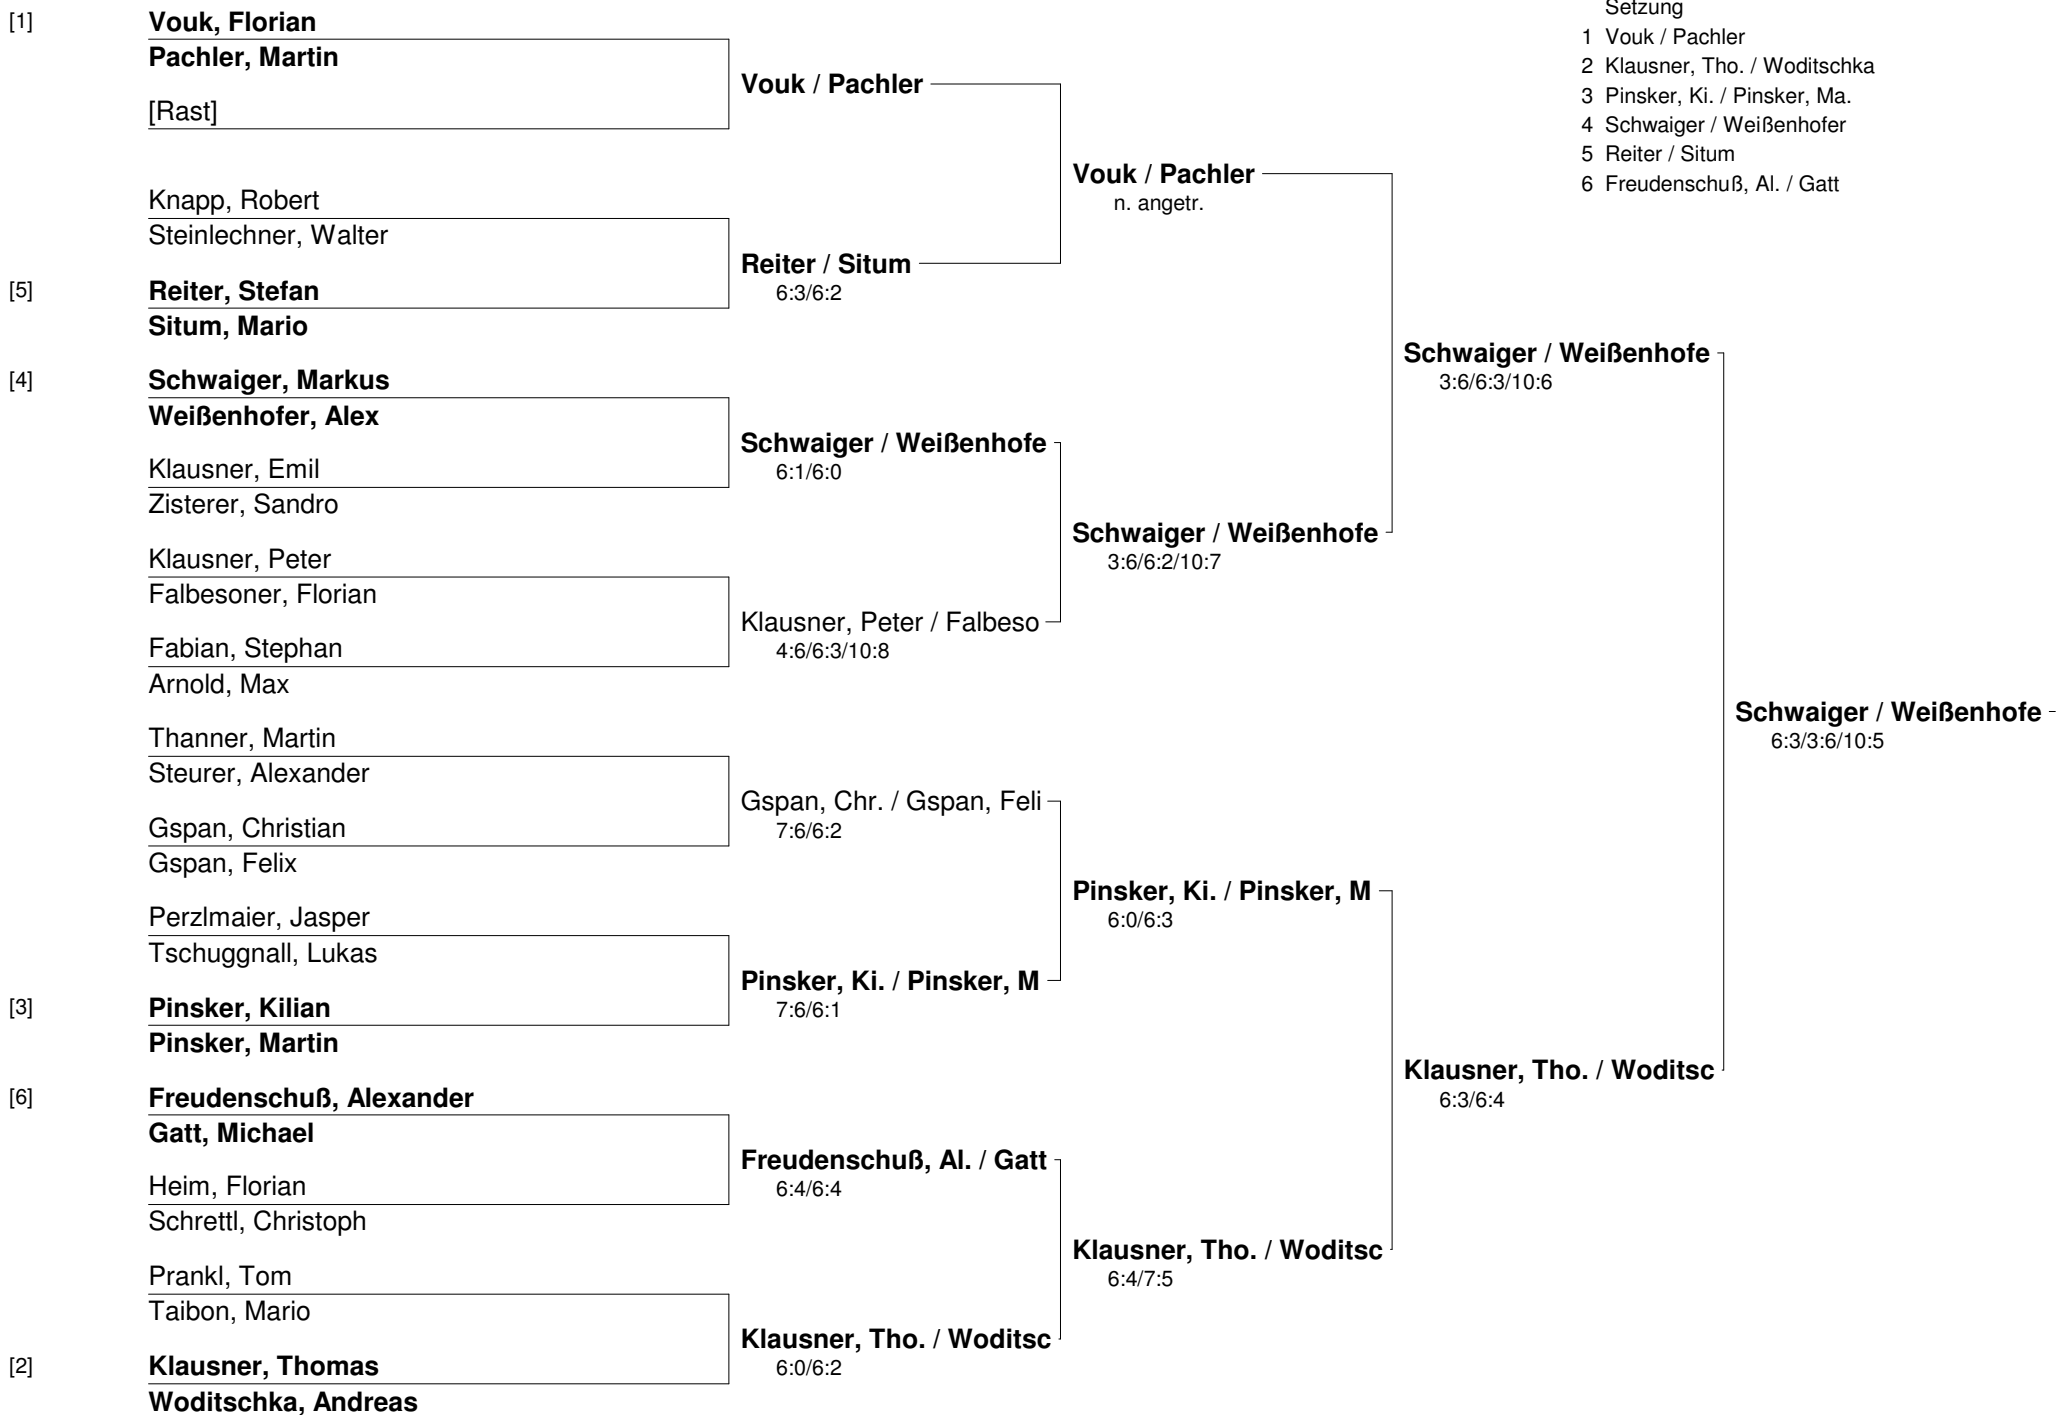 Setzung
1 Vouk / Pachler
2 Klausner, Tho. / Woditschka
3 Pinsker, Ki. / Pinsker, Ma.
4 Schwaiger / Weißenhofer
5 Reiter / Situm
6 Freudenschuß, Al. / Gatt
[1] Vouk, Florian
Pachler, Martin
[Rast]
Knapp, Robert
Steinlechner, Walter
[5] Reiter, Stefan
Situm, Mario
[4] Schwaiger, Markus
Weißenhofer, Alex
Klausner, Emil
Zisterer, Sandro
Klausner, Peter
Falbesoner, Florian
Fabian, Stephan
Arnold, Max
Thanner, Martin
Steurer, Alexander
Gspan, Christian
Gspan, Felix
Perzlmaier, Jasper
Tschuggnall, Lukas
[3] Pinsker, Kilian
Pinsker, Martin
[6] Freudenschuß, Alexander
Gatt, Michael
Heim, Florian
Schrettl, Christoph
Prankl, Tom
Taibon, Mario
[2] Klausner, Thomas
Woditschka, Andreas
Vouk / Pachler
Reiter / Situm
6:3/6:2
Schwaiger / Weißenhofe
6:1/6:0
Klausner, Peter / Falbeso
4:6/6:3/10:8
Gspan, Chr. / Gspan, Feli
7:6/6:2
Pinsker, Ki. / Pinsker, M
7:6/6:1
Freudenschuß, Al. / Gatt
6:4/6:4
Klausner, Tho. / Woditsc
6:0/6:2
Vouk / Pachler
n. angetr.
Schwaiger / Weißenhofe
3:6/6:2/10:7
Pinsker, Ki. / Pinsker, M
6:0/6:3
Klausner, Tho. / Woditsc
6:4/7:5
Schwaiger / Weißenhofe
3:6/6:3/10:6
Klausner, Tho. / Woditsc
6:3/6:4
Schwaiger / Weißenhofe
6:3/3:6/10:5